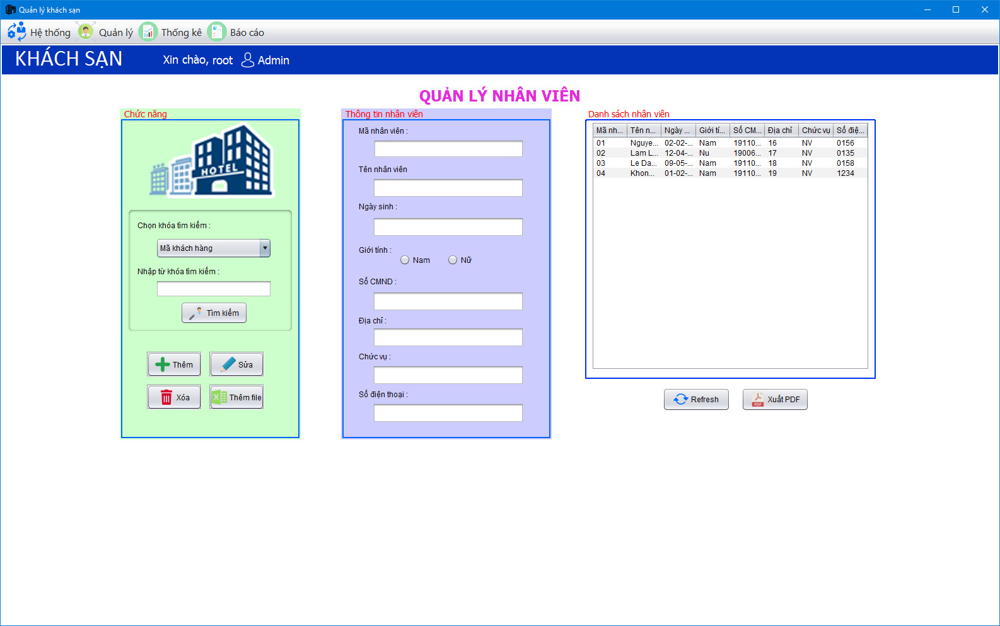 Quản lý khách sạn
Hệ thống Quản lý Thống kê Báo cáo
KHÁCH SẠN Xin chào, root Admin
QUẢN LÝ NHÂN VIÊN
Chức năng
HOTEL
Chọn khóa tìm kiếm :
Mã khách hàng
Nhập từ khóa tìm kiếm :
Tìm kiếm
Thêm Sửa
Xóa Thêm file
Thông tin nhân viên
Mã nhân viên :
Tên nhân viên
Ngày sinh :
Giới tính :
Nam Nữ
Số CMND :
Địa chỉ :
Chức vụ :
Số điện thoại :
Danh sách nhân viên
Mã nh... Tên n... Ngày ... Giới tí... Số CM... Địa chỉ Chức vụ Số điệ...
01 Nguye... 02-02-... Nam 19110... 16 NV 0156
02 Lam L... 12-04-... Nu 19006... 17 NV 0135
03 Le Da... 09-05-... Nam 19110... 18 NV 0158
04 Khon... 01-02-... Nam 19110... 19 NV 1234
Refresh PDF Xuất PDF